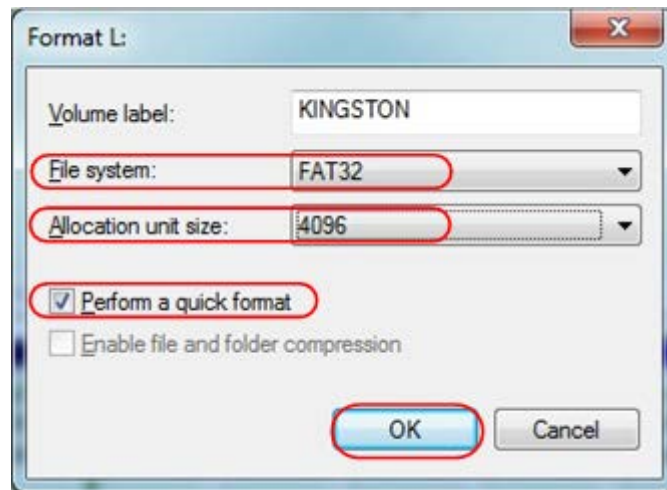 Format L:
Volume label: KINGSTON
File system: FAT32
Allocation unit size: 4096
Perform a quick format
Enable file and folder compression
OK Cancel